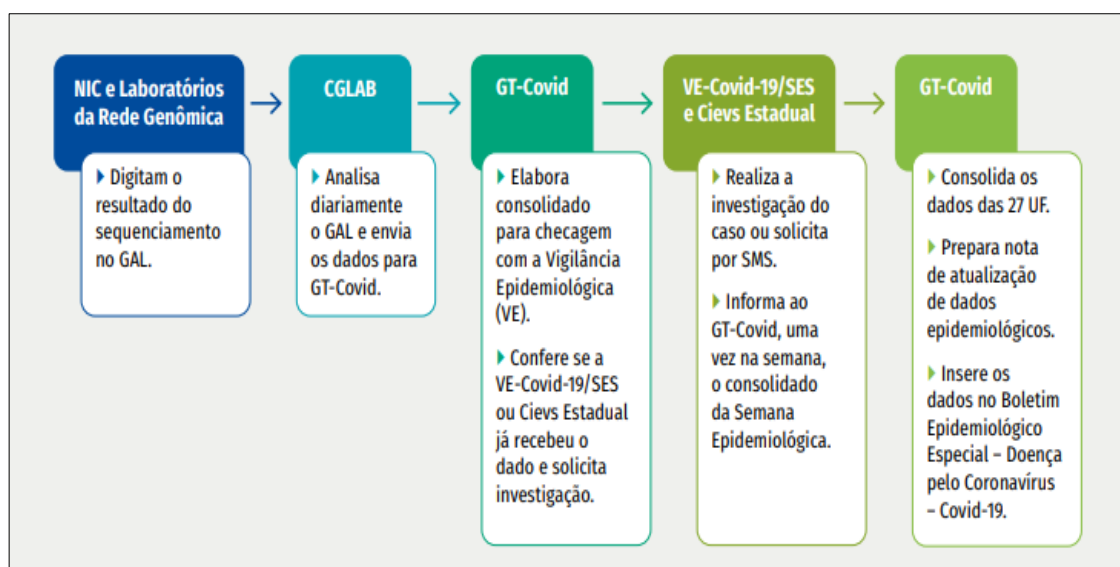 NIC e Laboratórios
da Rede Genômica
▸ Digitam o
resultado do
sequenciamento
no GAL.
CGLAB
▸ Analisa
diariamente
o GAL e envia
os dados para
GT-Covid.
GT-Covid
▸ Elabora
consolidado
para checagem
com a Vigilância
Epidemiológica
(VE).
▸ Confere se a
VE-Covid-19/SES
ou Cievs Estadual
já recebeu o
dado e solicita
investigação.
VE-Covid-19/SES
e Cievs Estadual
▸ Realiza a
investigação do
caso ou solicita
por SMS.
▸ Informa ao
GT-Covid, uma
vez na semana,
o consolidado
da Semana
Epidemiológica.
GT-Covid
▸ Consolida os
dados das 27 UF.
▸ Prepara nota
de atualização
de dados
epidemiológicos.
▸ Insere os
dados no Boletim
Epidemiológico
Especial – Doença
pelo Coronavírus
– Covid-19.